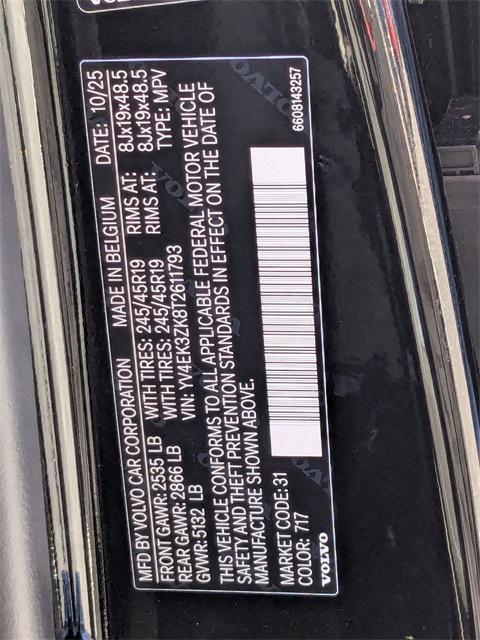 MFD BY VOLVO CAR CORPORATION MADE IN BELGIUM DATE: 10/25
FRONT GAWR: 2535 LB WITH TIRES: 245/45R19 RIMS AT: 8Jx19x48.5
REAR GAWR: 2866 LB WITH TIRES: 245/45R19 RIMS AT: 8Jx19x48.5
GVWR: 5132 LB VIN: YV4EK3ZK8T2611793 TYPE: MPV
THIS VEHICLE CONFORMS TO ALL APPLICABLE FEDERAL MOTOR VEHICLE
SAFETY AND THEFT PREVENTION STANDARDS IN EFFECT ON THE DATE OF
MANUFACTURE SHOWN ABOVE.
MARKET CODE: 31
COLOR: 717
6608143257
VOLVO